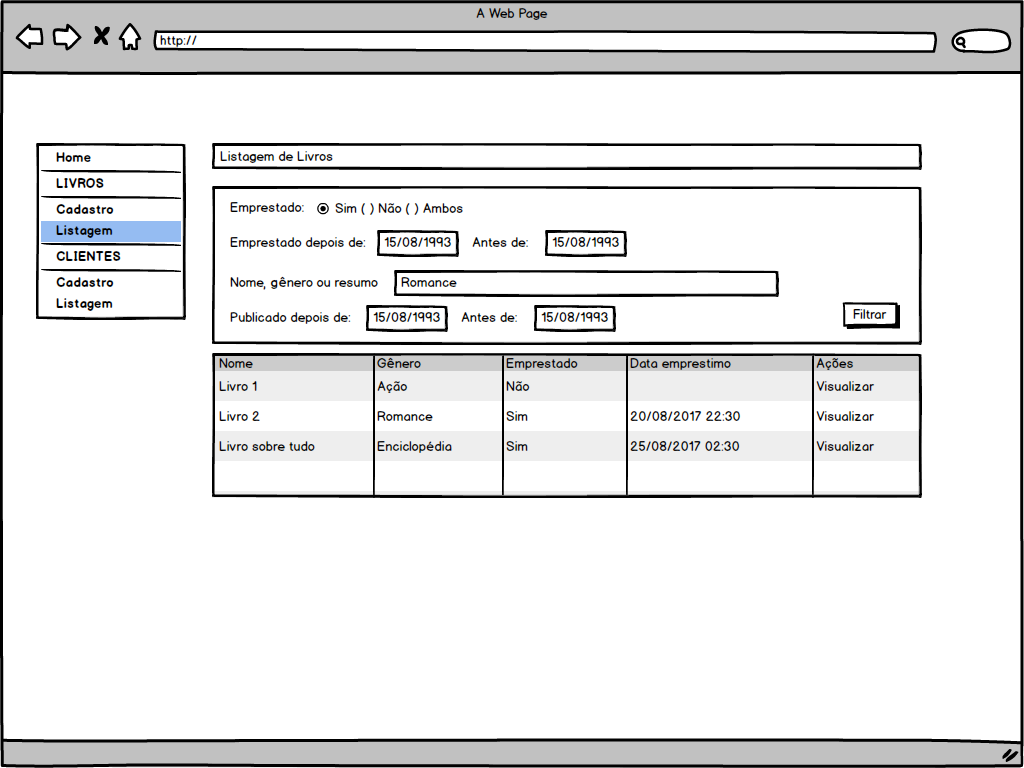 A Web Page
http://
Home
LIVROS
Cadastro
Listagem
CLIENTES
Cadastro
Listagem
Listagem de Livros
Emprestado: Sim ( ) Não ( ) Ambos
Emprestado depois de: 15/08/1993 Antes de: 15/08/1993
Nome, gênero ou resumo Romance
Publicado depois de: 15/08/1993 Antes de: 15/08/1993 Filtrar
Nome Gênero Emprestado Data emprestimo Ações
Livro 1 Ação Não Visualizar
Livro 2 Romance Sim 20/08/2017 22:30 Visualizar
Livro sobre tudo Enciclopédia Sim 25/08/2017 02:30 Visualizar